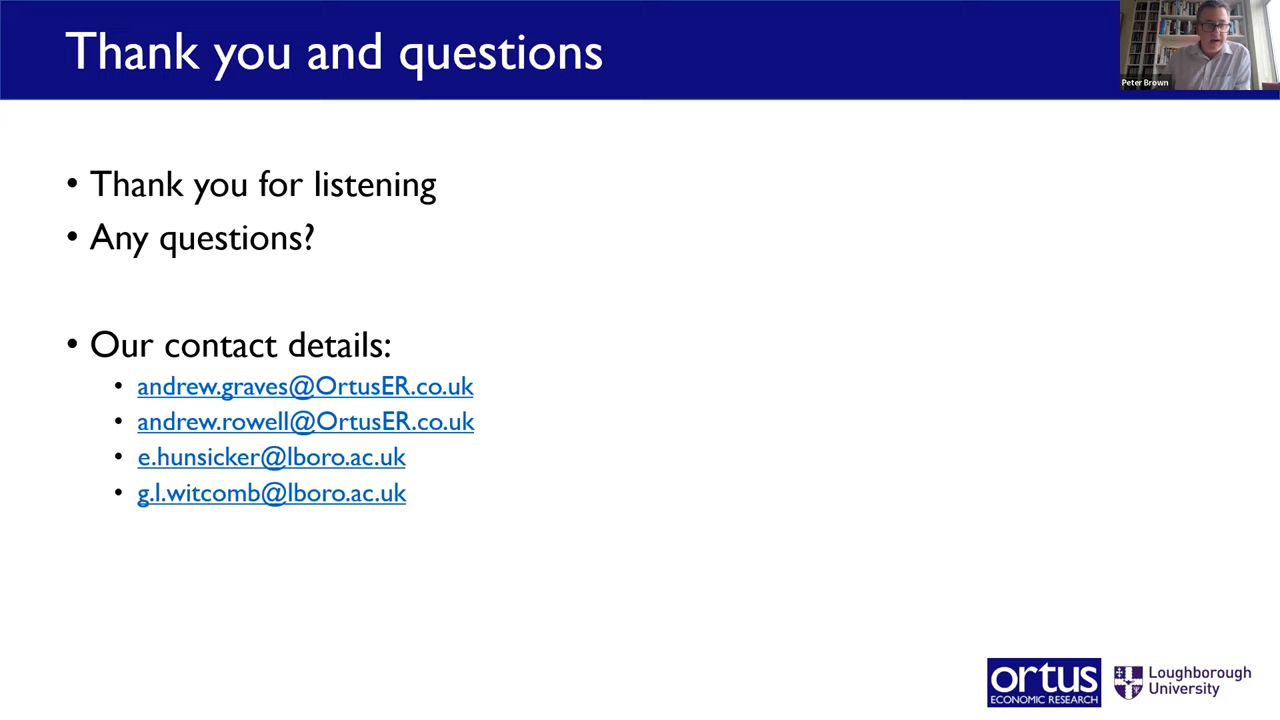 Thank you and questions
Peter Brown
• Thank you for listening
• Any questions?
• Our contact details:
• andrew.graves@OrtusER.co.uk
• andrew.rowell@OrtusER.co.uk
• e.hunsicker@lboro.ac.uk
• g.l.witcomb@lboro.ac.uk
ortus
ECONOMIC RESEARCH
Loughborough
University